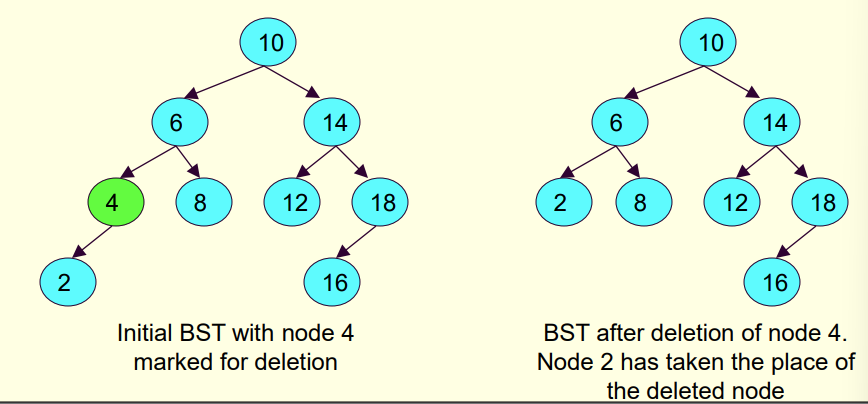 10 10
6 14 6 14
4 8 12 18 2 8 12 18
2 16 16
Initial BST with node 4
marked for deletion
BST after deletion of node 4.
Node 2 has taken the place of
the deleted node